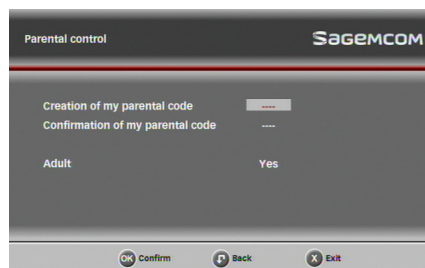 Parental control
SAGEMCOM
Creation of my parental code ----
Confirmation of my parental code ----
Adult Yes
OK Confirm Back X Exit